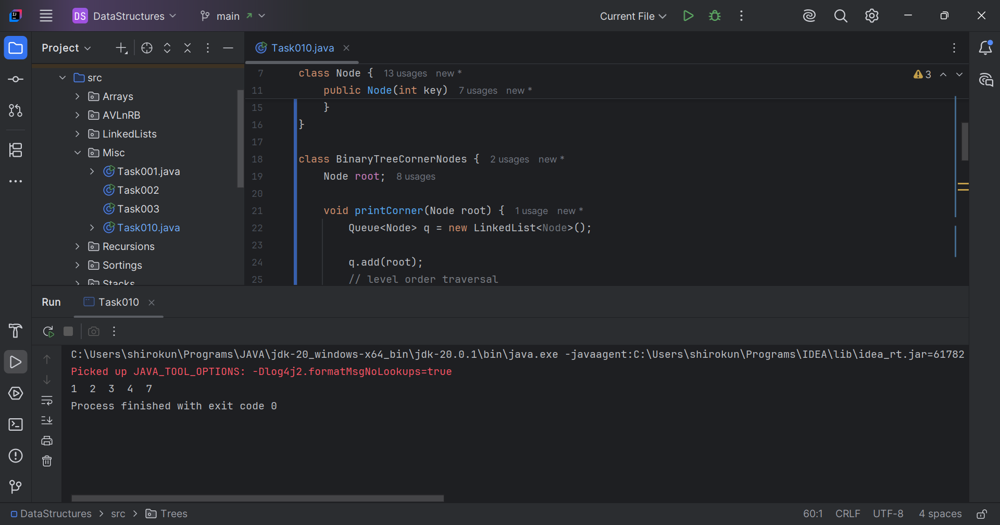 DS DataStructures main Current File
Project
Task010.java
src
Arrays
AVLnRB
LinkedLists
Misc
Task001.java
Task002
Task003
Task010.java
Recursions
Sortings
Stacks
7 class Node { 13 usages new *
11 public Node(int key) 7 usages new *
15 }
16 }
17
18 class BinaryTreeCornerNodes { 2 usages new *
19 Node root; 8 usages
20
21 void printCorner(Node root) { 1 usage new *
22 Queue<Node> q = new LinkedList<Node>();
23
24 q.add(root);
25 // level order traversal
3
Run Task010
C:\Users\shirokun\Programs\JAVA\jdk-20_windows-x64_bin\jdk-20.0.1\bin\java.exe -javaagent:C:\Users\shirokun\Programs\IDEA\lib\idea_rt.jar=61782
Picked up JAVA_TOOL_OPTIONS: -Dlog4j2.formatMsgNoLookups=true
1 2 3 4 7
Process finished with exit code 0
DataStructures > src > Trees 60:1 CRLF UTF-8 4 spaces